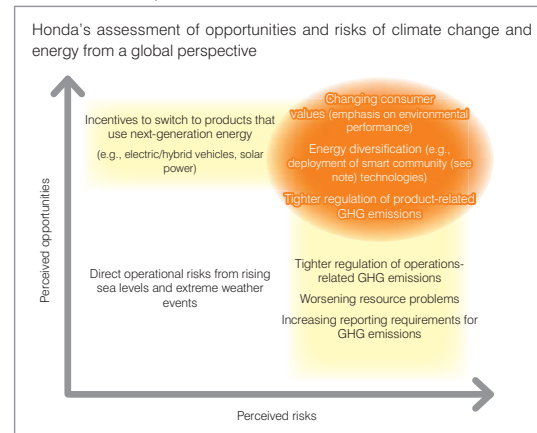 Honda's assessment of opportunities and risks of climate change and
energy from a global perspective
Perceived opportunities
Incentives to switch to products that
use next-generation energy
(e.g., electric/hybrid vehicles, solar
power)
Changing consumer
values (emphasis on environmental
performance)
Energy diversification (e.g.,
deployment of smart community (see
note) technologies)
Tighter regulation of product-related
GHG emissions
Direct operational risks from rising
sea levels and extreme weather
events
Tighter regulation of operations-
related GHG emissions
Worsening resource problems
Increasing reporting requirements for
GHG emissions
Perceived risks